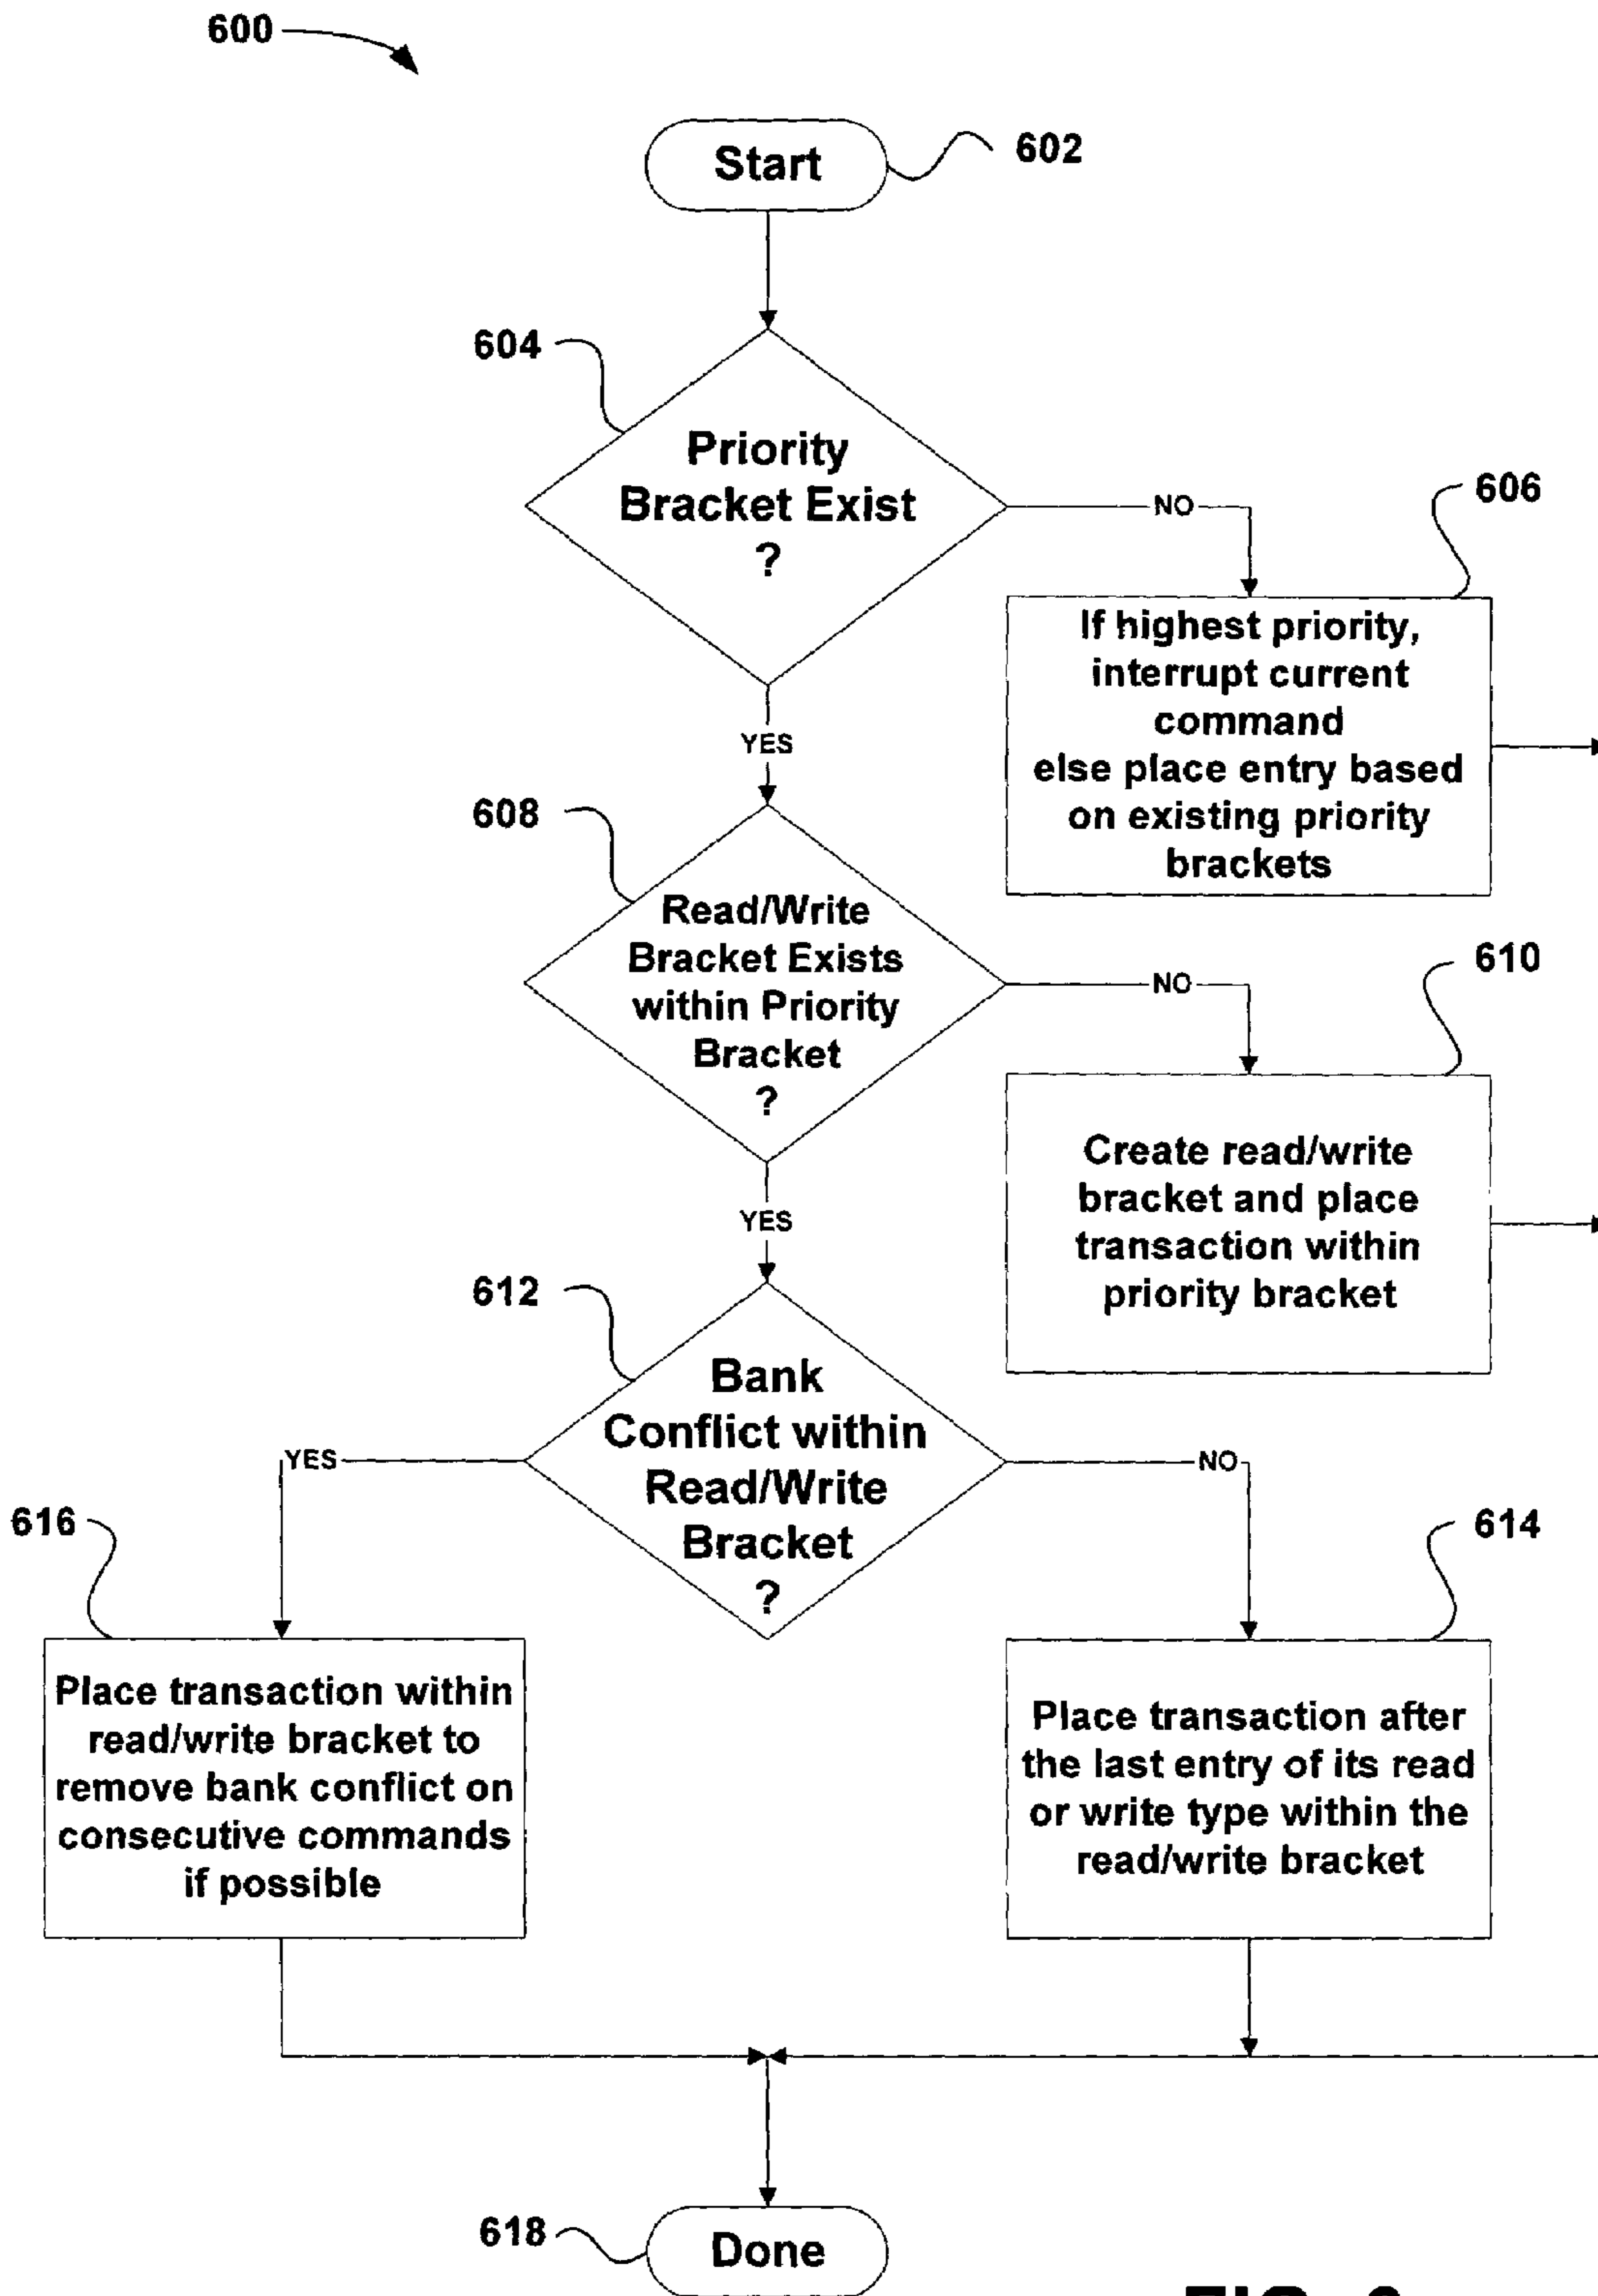 600
Start
602
604
Priority
Bracket Exist
?
NO
606
If highest priority,
interrupt current
command
else place entry based
on existing priority
brackets
YES
608
Read/Write
Bracket Exists
within Priority
Bracket
?
NO
610
Create read/write
bracket and place
transaction within
priority bracket
YES
612
Bank
Conflict within
Read/Write
Bracket
?
YES
NO
616
Place transaction within
read/write bracket to
remove bank conflict on
consecutive commands
if possible
614
Place transaction after
the last entry of its read
or write type within the
read/write bracket
618
Done